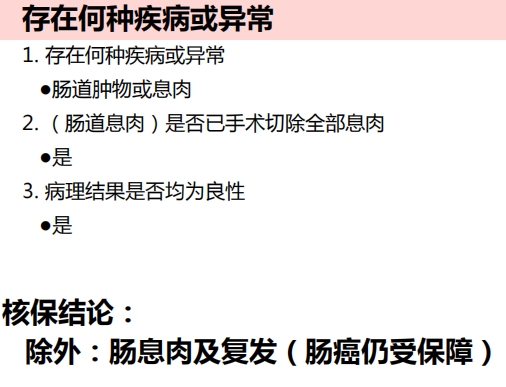 存在何种疾病或异常
1. 存在何种疾病或异常
●肠道肿物或息肉
2.（肠道息肉）是否已手术切除全部息肉
●是
3. 病理结果是否均为良性
●是
核保结论：
除外：肠息肉及复发（肠癌仍受保障）